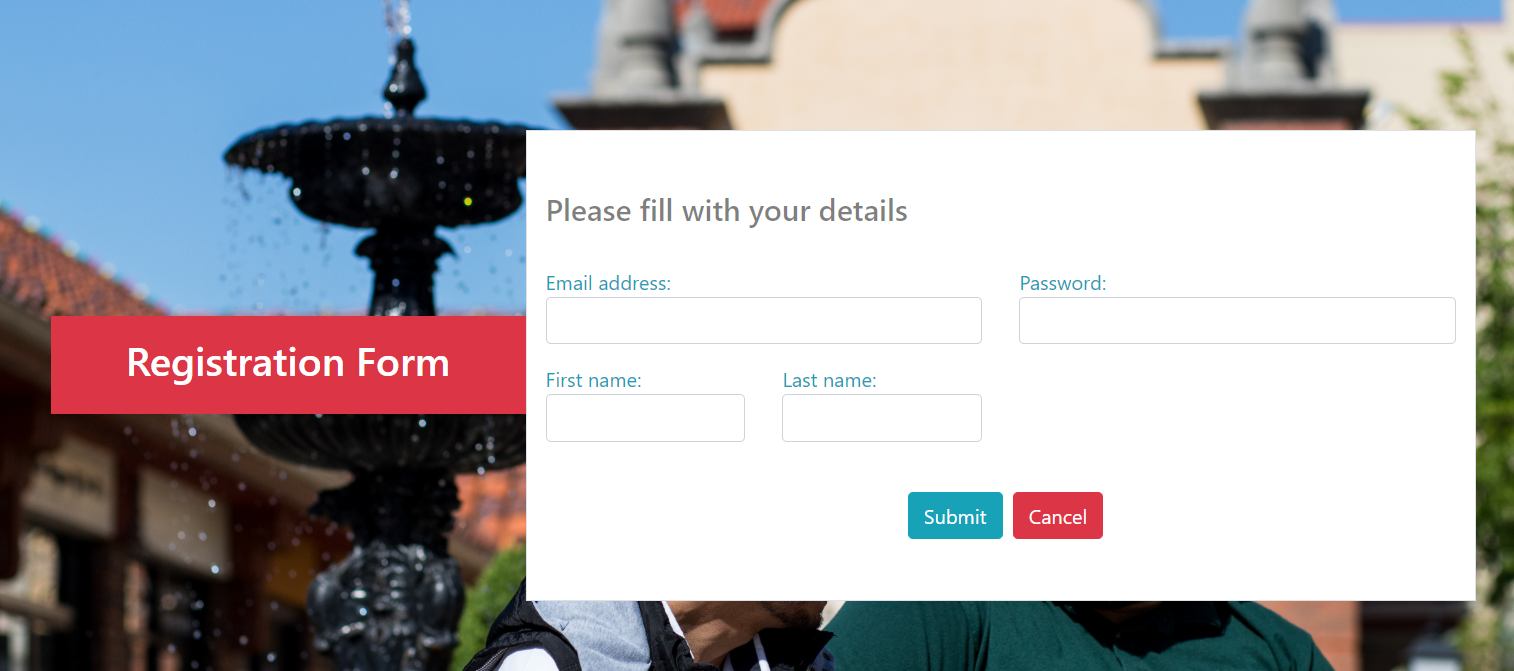 Registration Form
Please fill with your details
Email address:
Password:
First name:
Last name:
Submit
Cancel